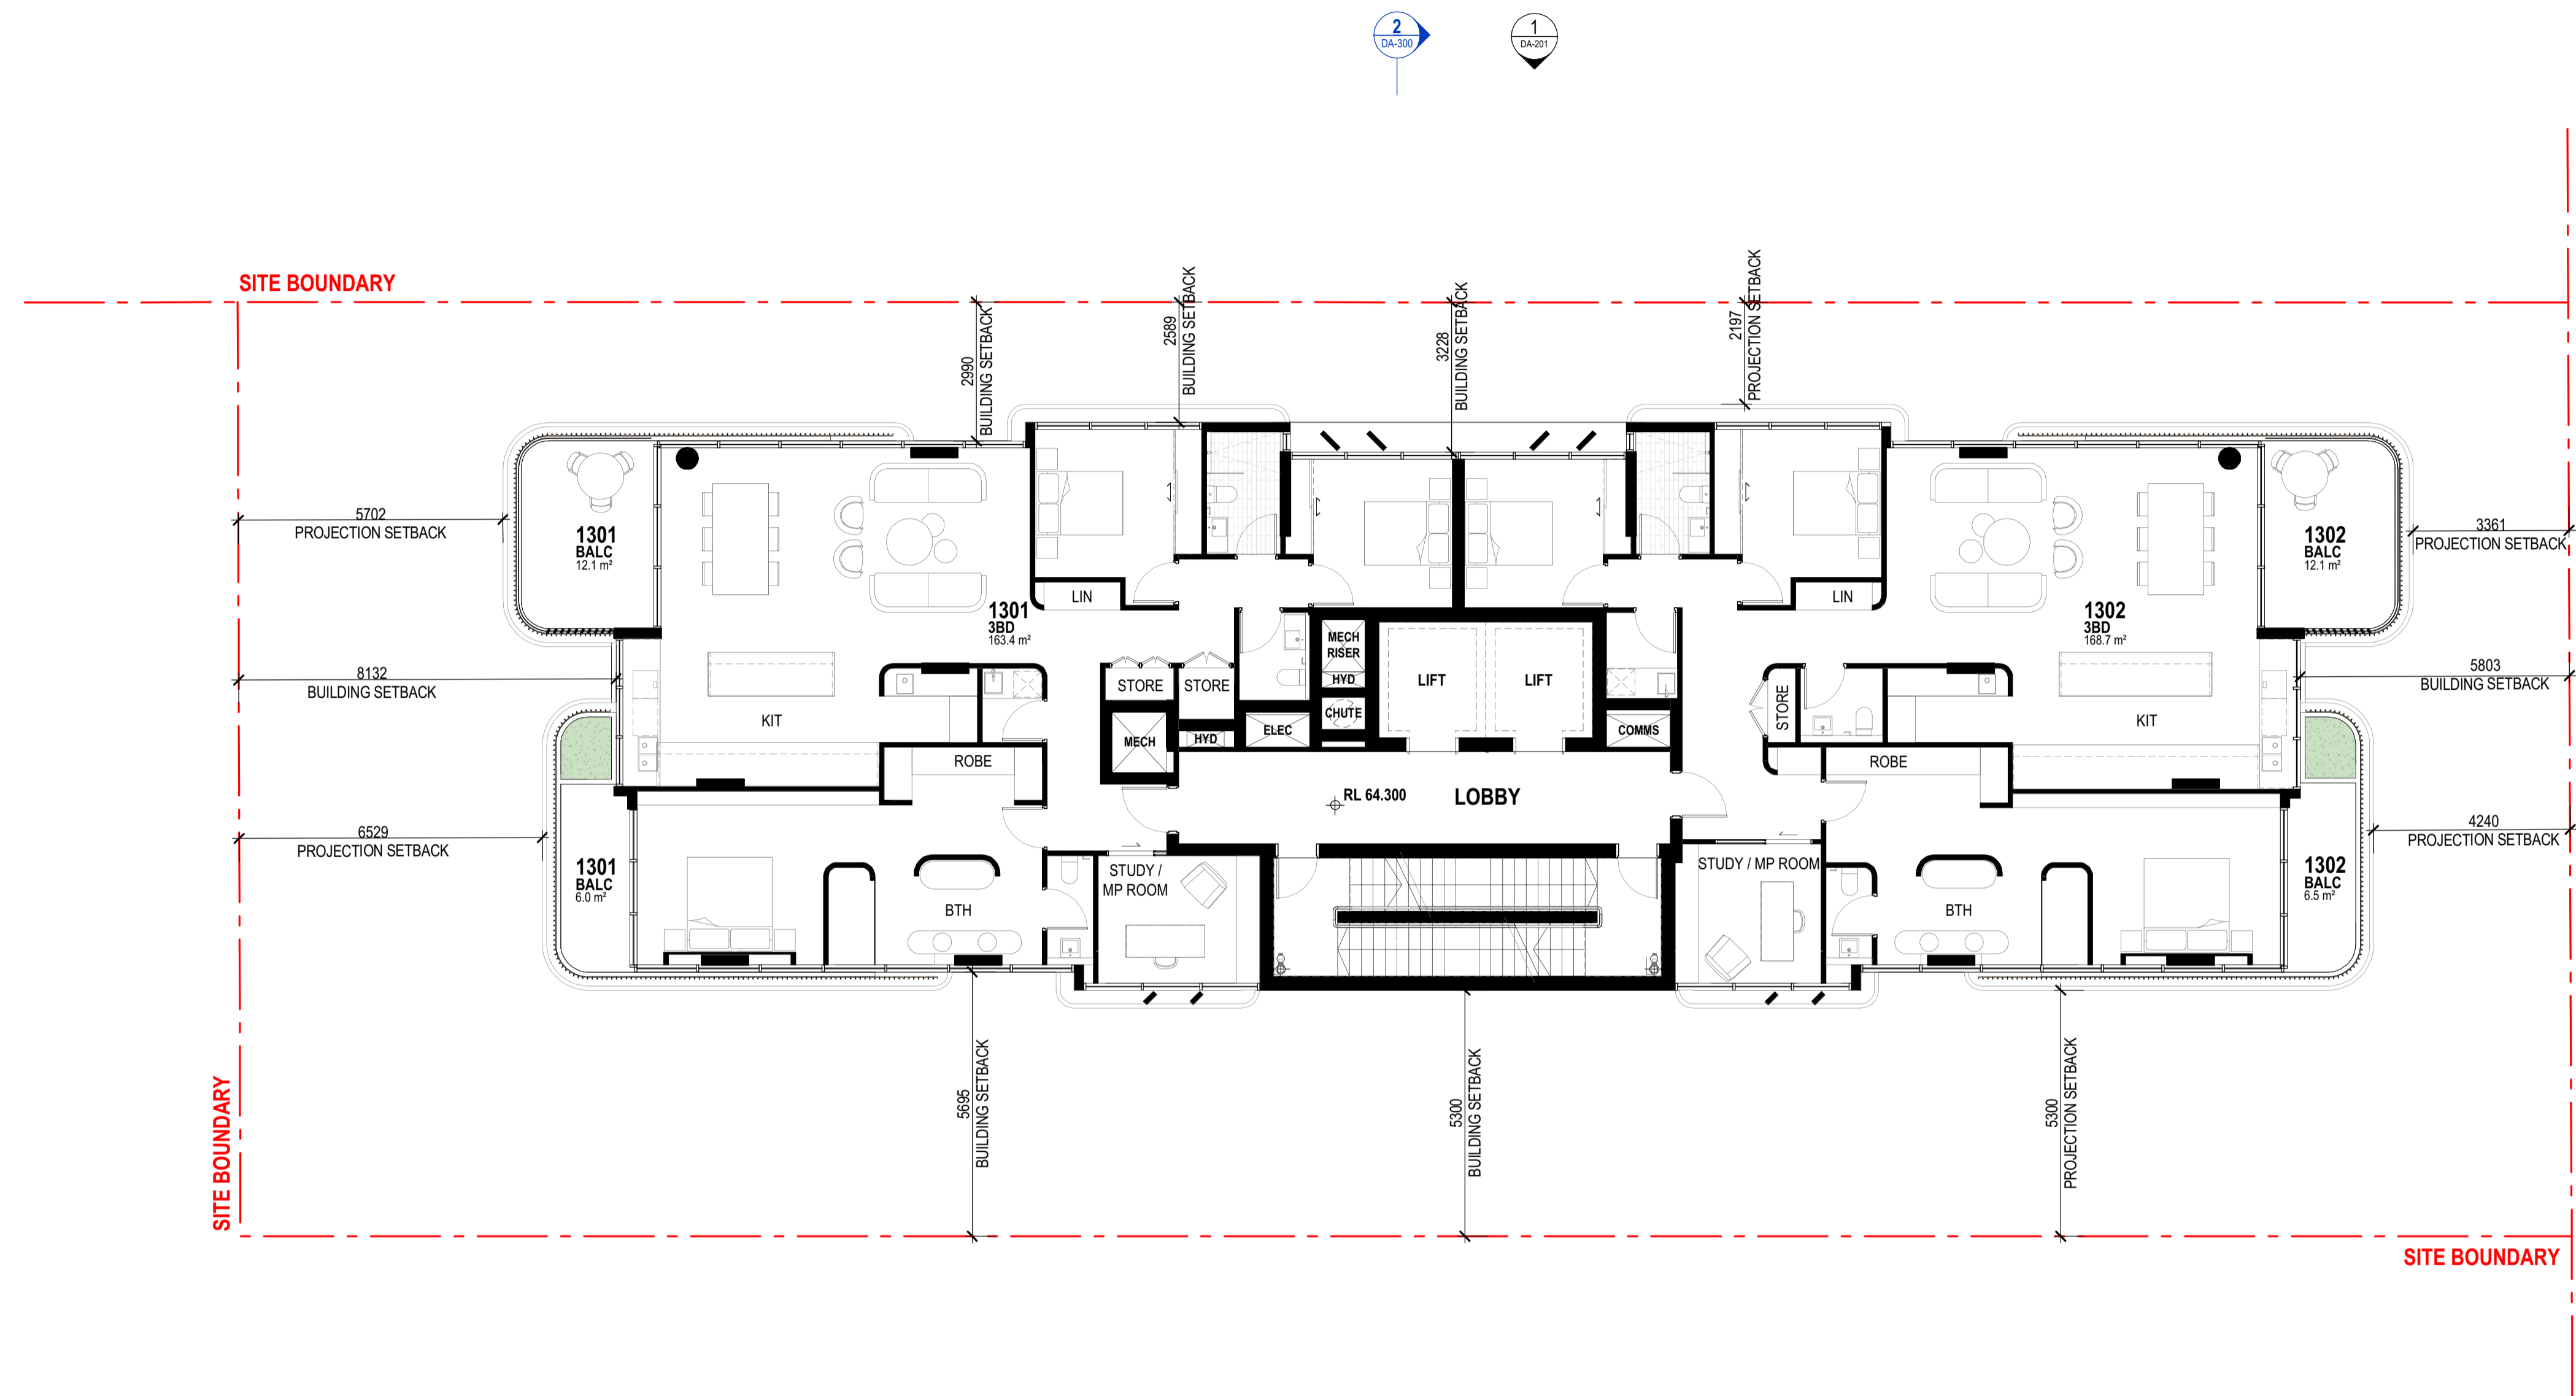 2
DA-300
1
DA-201
SITE BOUNDARY
2990
BUILDING SETBACK
2589
BUILDING SETBACK
3228
BUILDING SETBACK
2197
PROJECTION SETBACK
5702
PROJECTION SETBACK
1301
BALC
12.1 m²
3361
PROJECTION SETBACK
1302
BALC
12.1 m²
LIN
LIN
1301
3BD
163.4 m²
1302
3BD
168.7 m²
MECH
RISER
HYD
LIFT
LIFT
8132
BUILDING SETBACK
5803
BUILDING SETBACK
STORE
STORE
STORE
KIT
KIT
CHUTE
MECH
HYD
ELEC
COMMS
ROBE
ROBE
RL 64.300
LOBBY
6529
PROJECTION SETBACK
4240
PROJECTION SETBACK
1301
BALC
6.0 m²
STUDY /
MP ROOM
STUDY / MP ROOM
1302
BALC
6.5 m²
BTH
BTH
5695
BUILDING SETBACK
5300
BUILDING SETBACK
5300
PROJECTION SETBACK
SITE BOUNDARY
SITE BOUNDARY